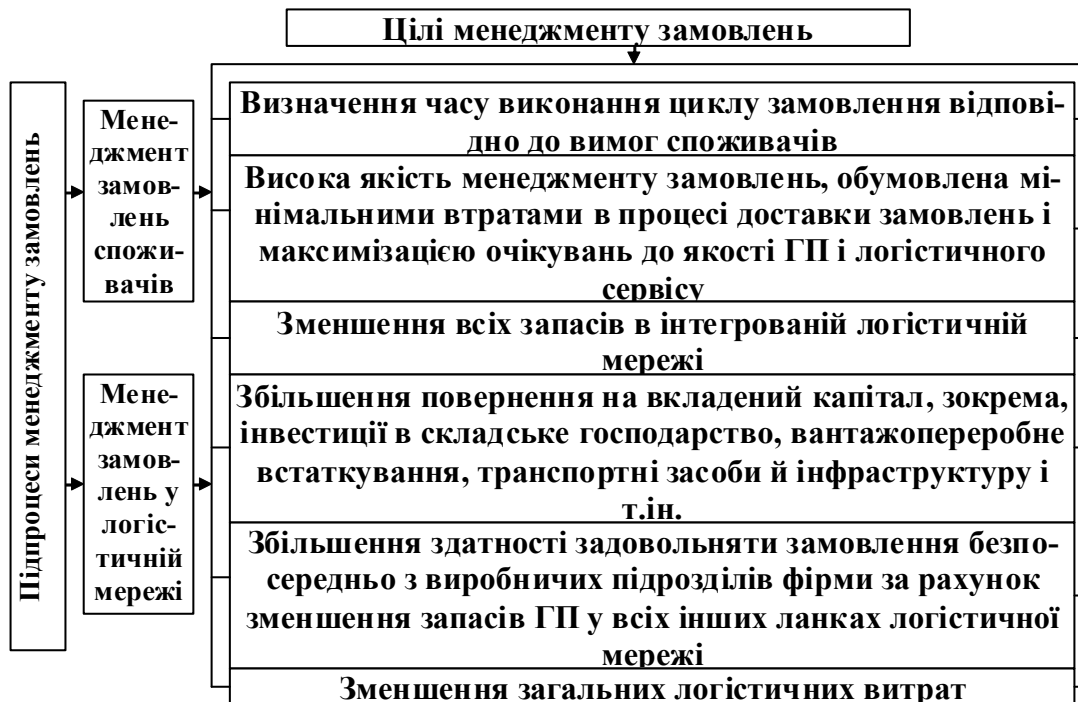 Цілі менеджменту замовлень
Підпроцеси менеджменту замовлень
Мене-
джмент
замов-
лень
спожи-
вачів
Мене-
джмент
замов-
лень у
логіс-
тичній
мережі
Визначення часу виконання циклу замовлення відпові-
дно до вимог споживачів
Висока якість менеджменту замовлень, обумовлена мі-
німальними втратами в процесі доставки замовлень і
максимізацією очікувань до якості ГП і логістичного
сервісу
Зменшення всіх запасів в інтегрованій логістичній
мережі
Збільшення повернення на вкладений капітал, зокрема,
інвестиції в складське господарство, вантажопереробне
встаткування, транспортні засоби й інфраструктуру і
т.ін.
Збільшення здатності задовольняти замовлення безпо-
середньо з виробничих підрозділів фірми за рахунок
зменшення запасів ГП у всіх інших ланках логістичної
мережі
Зменшення загальних логістичних витрат